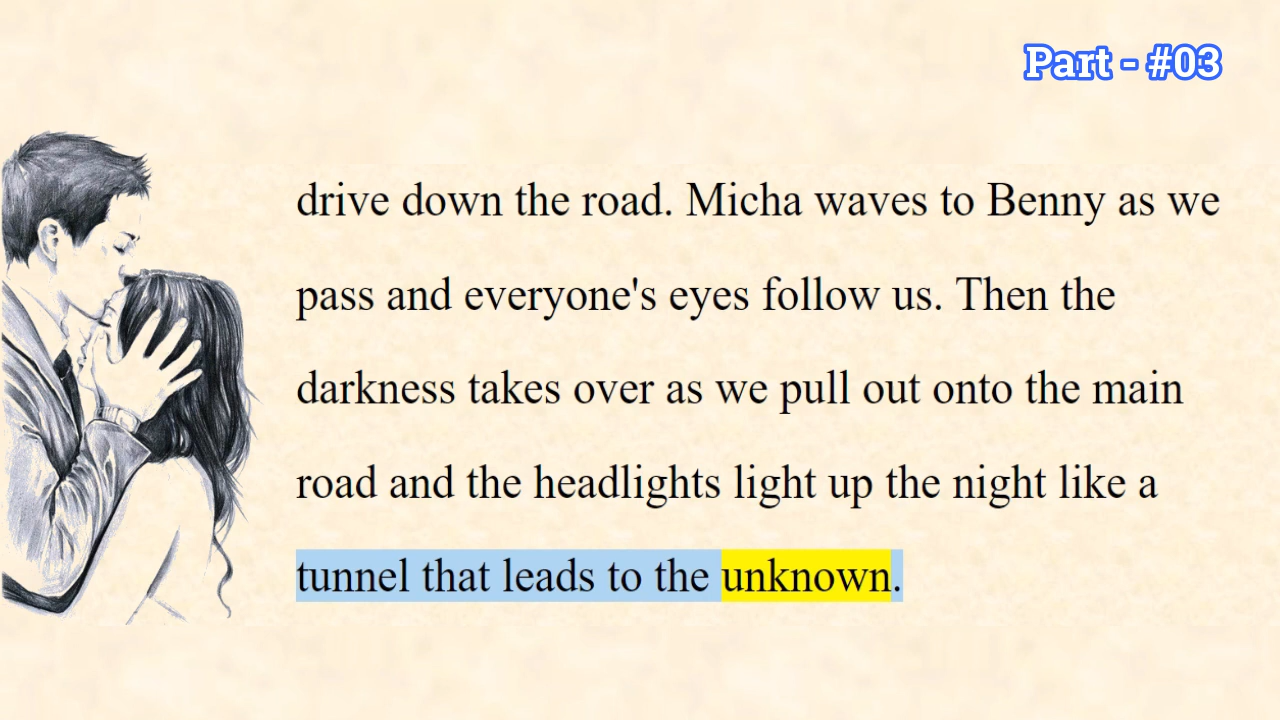 Part - #03
drive down the road. Micha waves to Benny as we
pass and everyone's eyes follow us. Then the
darkness takes over as we pull out onto the main
road and the headlights light up the night like a
tunnel that leads to the unknown.